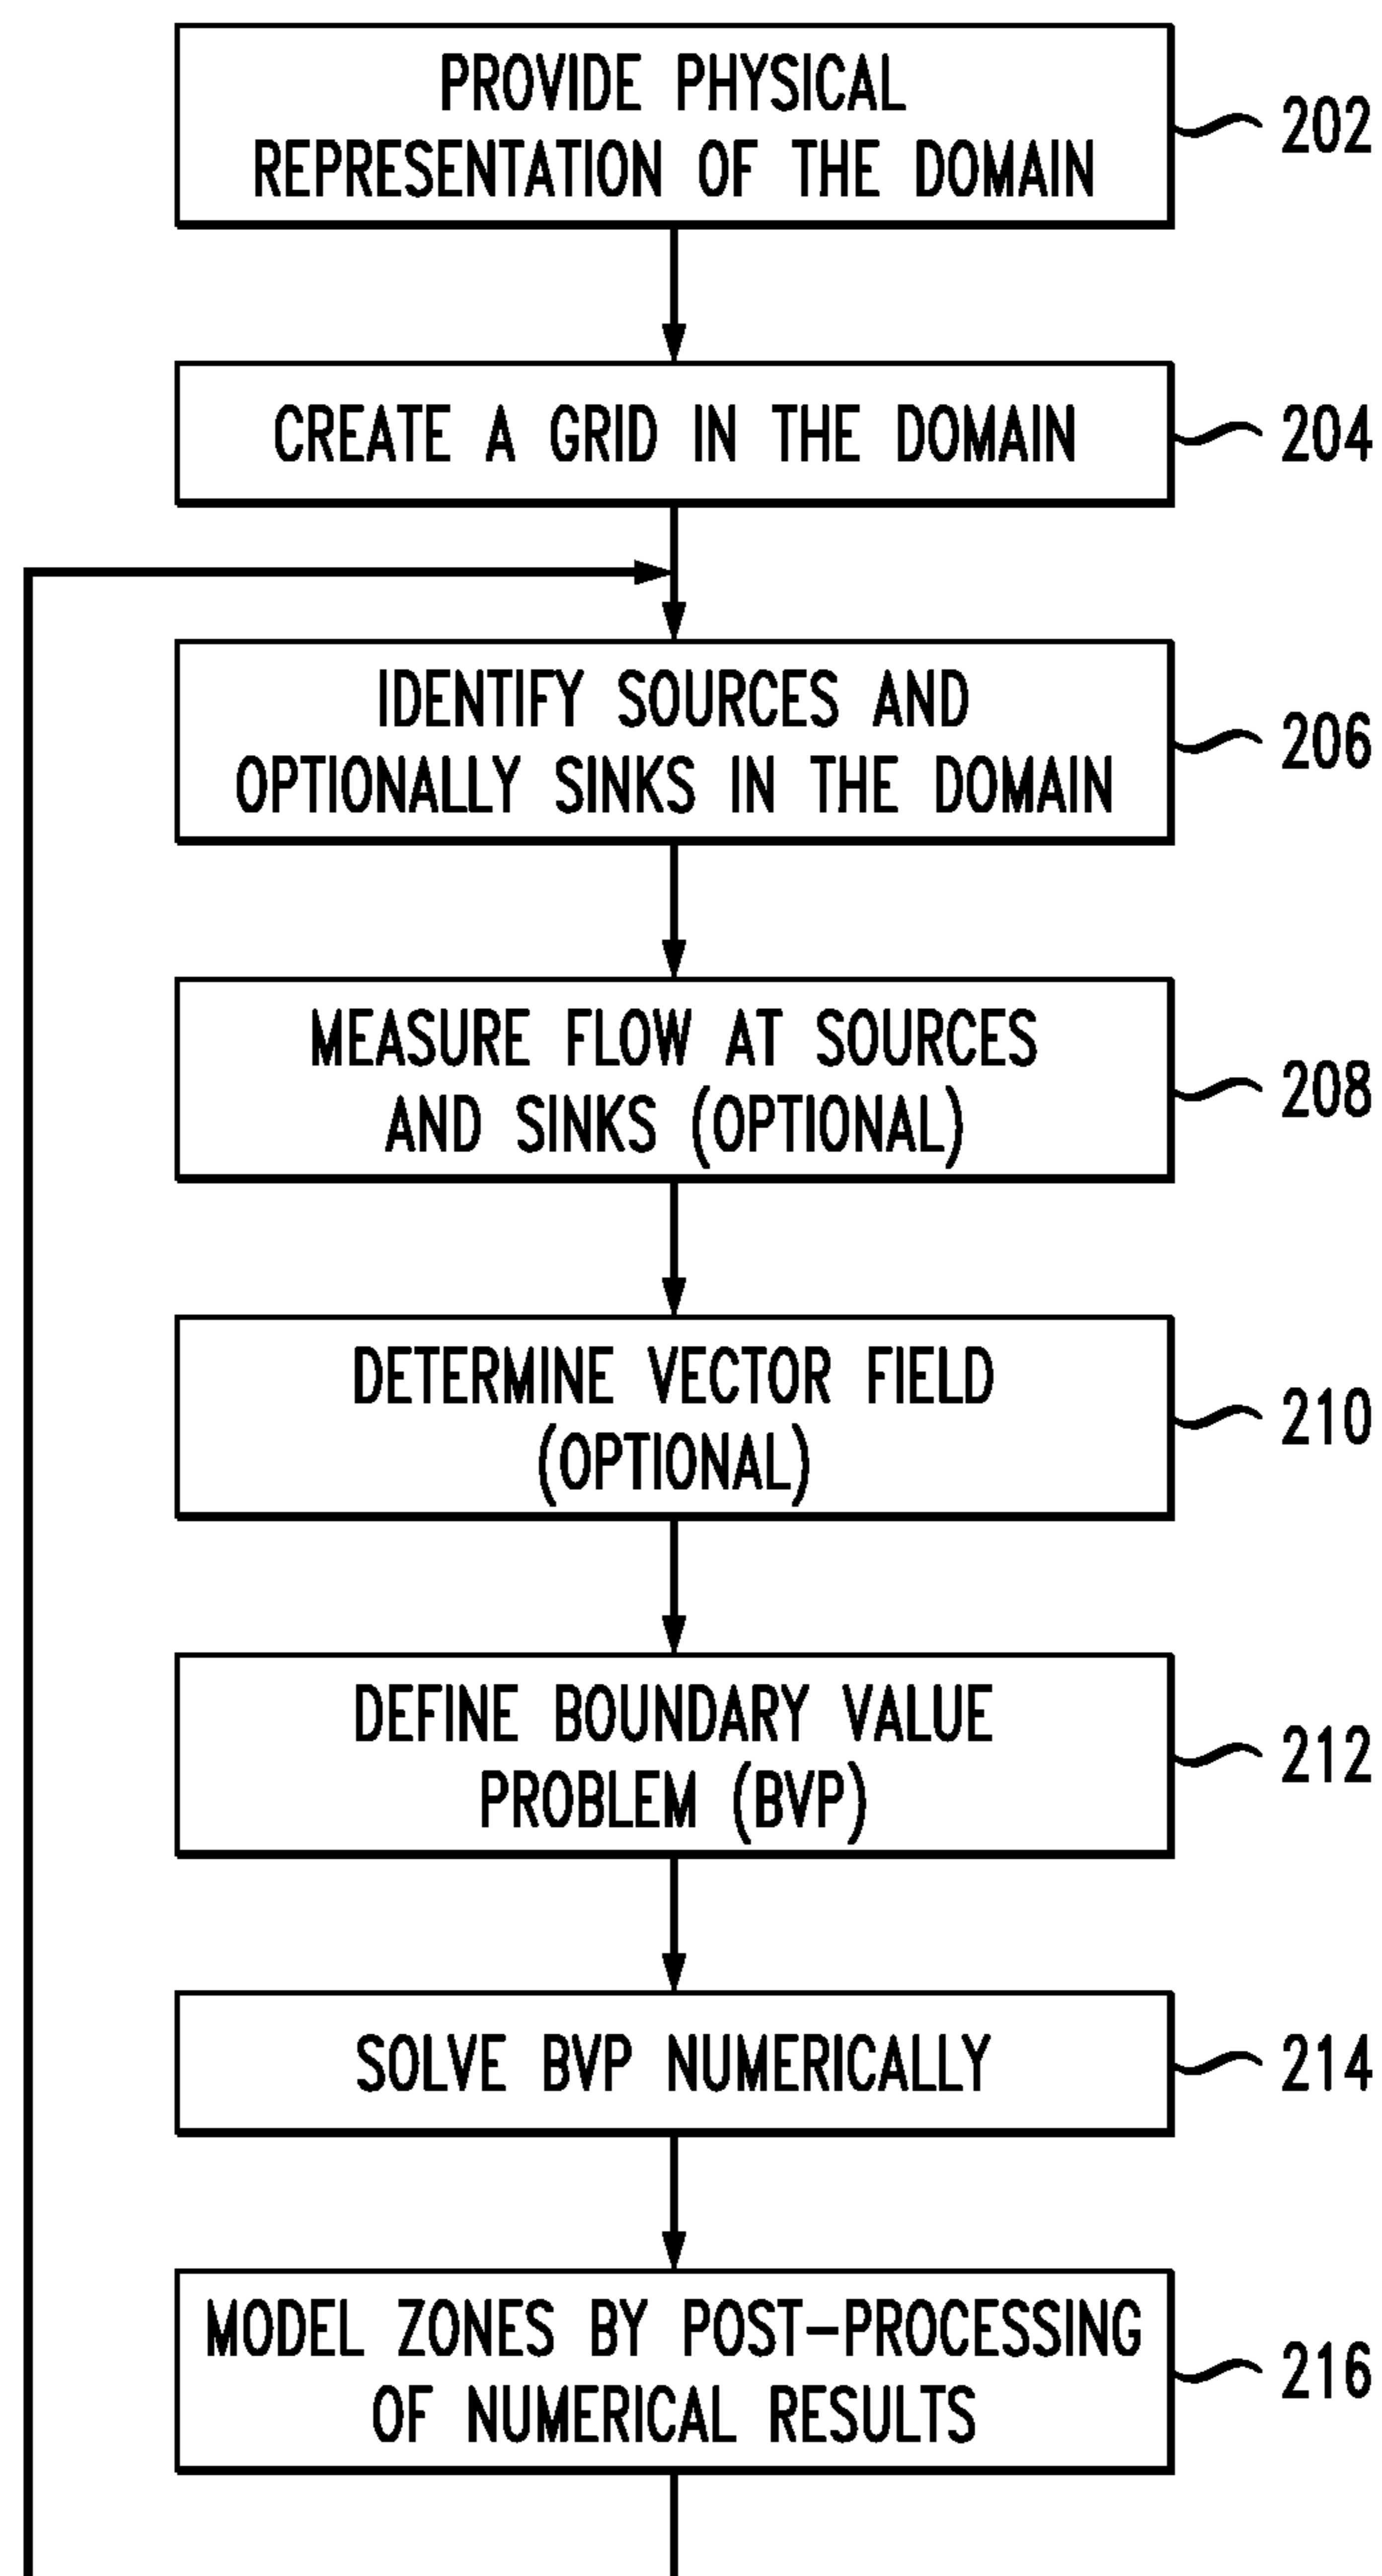 PROVIDE PHYSICAL
REPRESENTATION OF THE DOMAIN
202
CREATE A GRID IN THE DOMAIN
204
IDENTIFY SOURCES AND
OPTIONALLY SINKS IN THE DOMAIN
206
MEASURE FLOW AT SOURCES
AND SINKS (OPTIONAL)
208
DETERMINE VECTOR FIELD
(OPTIONAL)
210
DEFINE BOUNDARY VALUE
PROBLEM (BVP)
212
SOLVE BVP NUMERICALLY
214
MODEL ZONES BY POST-PROCESSING
OF NUMERICAL RESULTS
216